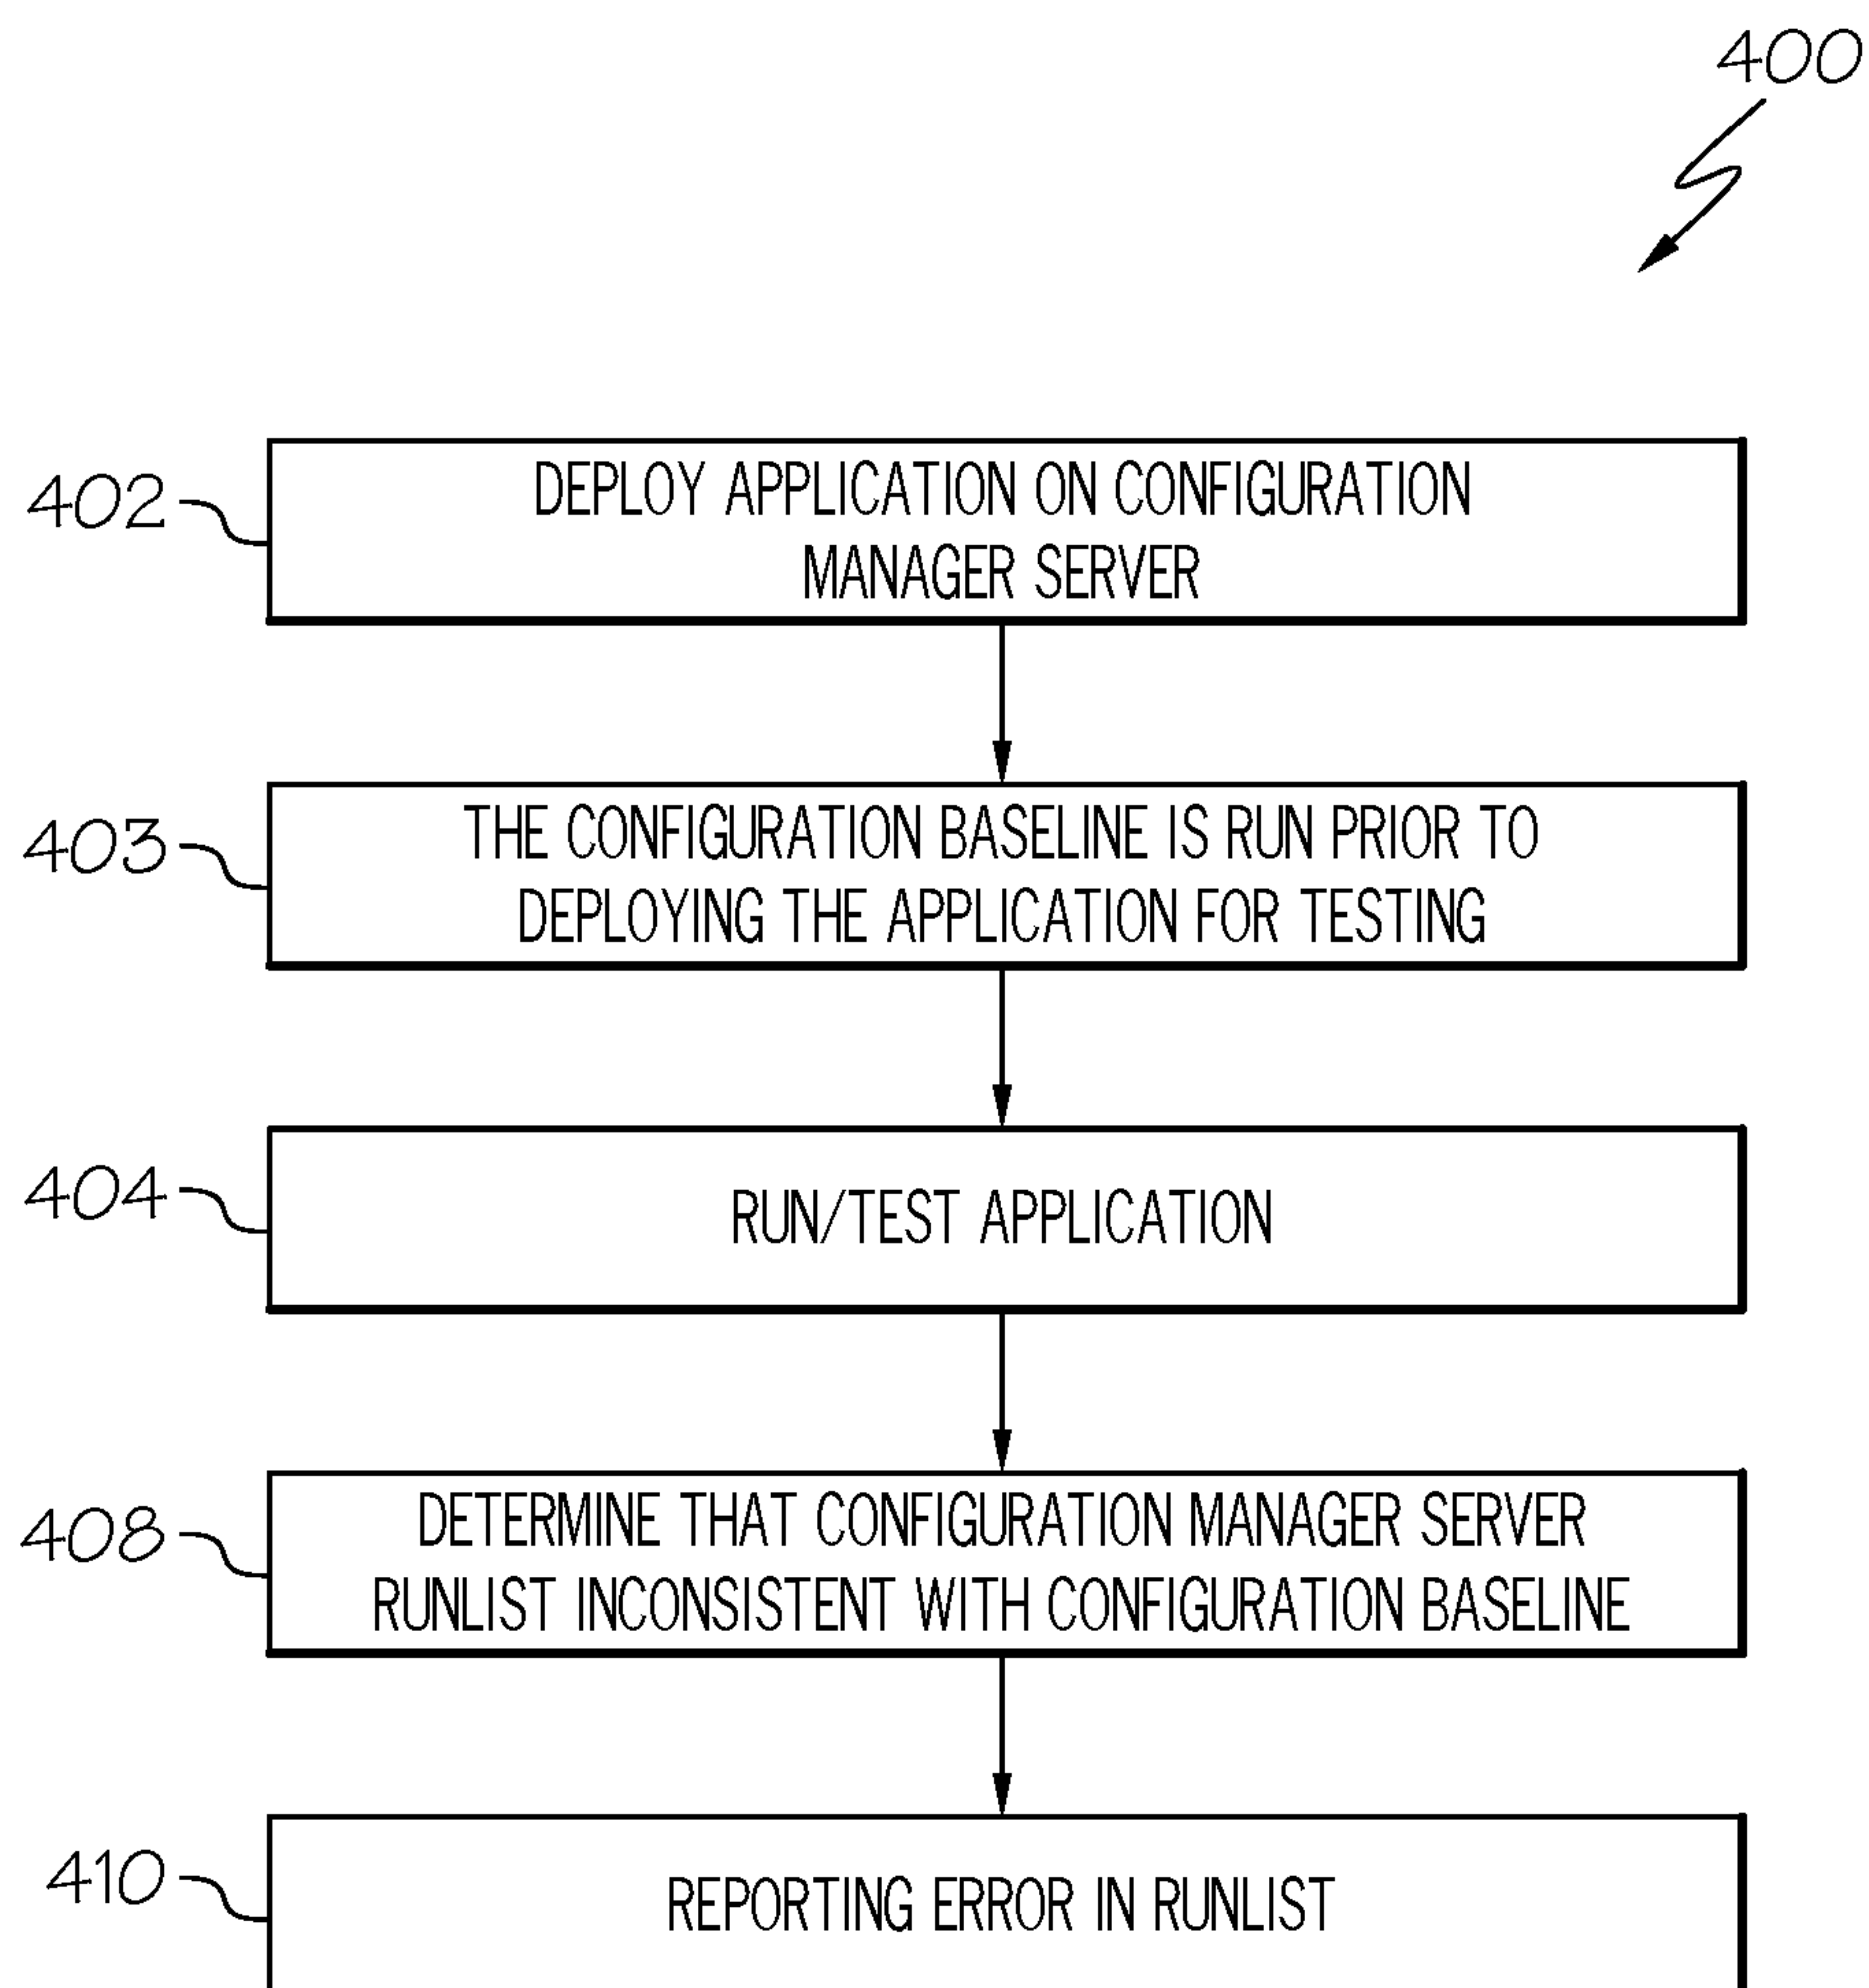 400
402
DEPLOY APPLICATION ON CONFIGURATION
MANAGER SERVER
403
THE CONFIGURATION BASELINE IS RUN PRIOR TO
DEPLOYING THE APPLICATION FOR TESTING
404
RUN/TEST APPLICATION
408
DETERMINE THAT CONFIGURATION MANAGER SERVER
RUNLIST INCONSISTENT WITH CONFIGURATION BASELINE
410
REPORTING ERROR IN RUNLIST